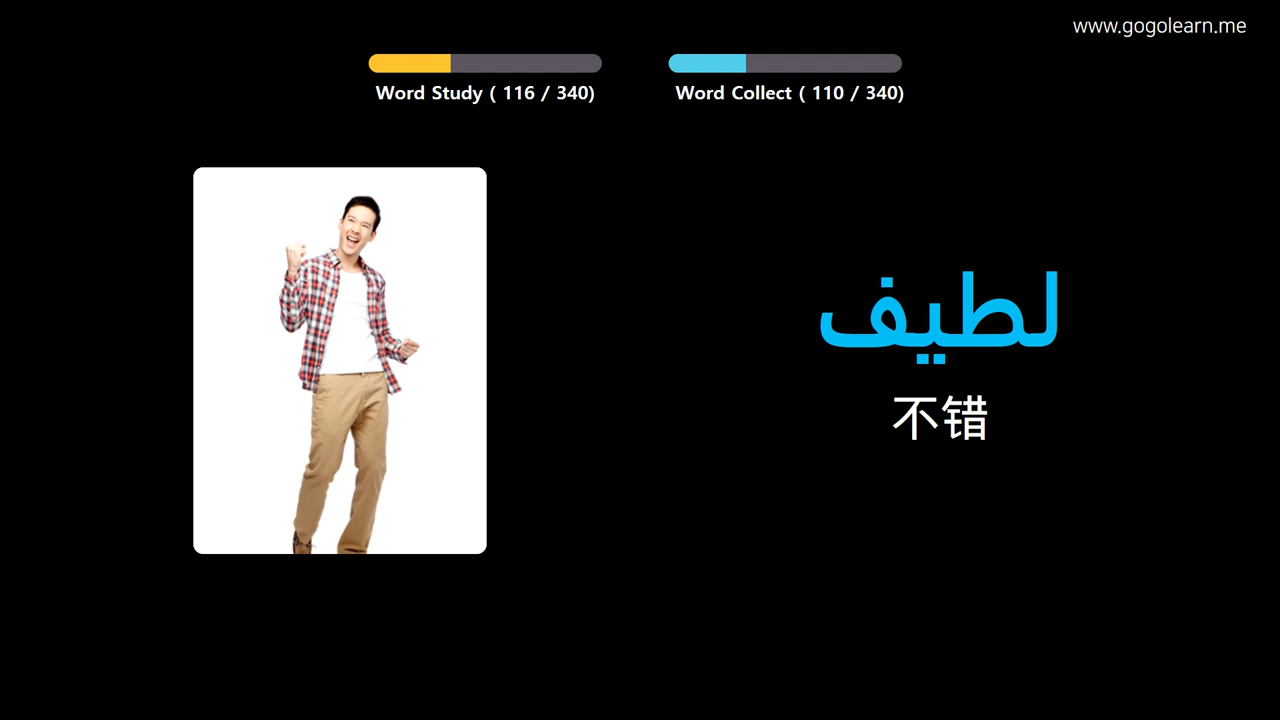 www.gogolearn.me
Word Study ( 116 / 340)
Word Collect ( 110 / 340)
لطيف
不错